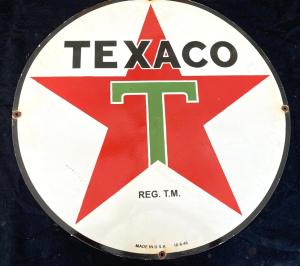 TEXACO
T
REG. T.M.
MADE IN U.S.A.